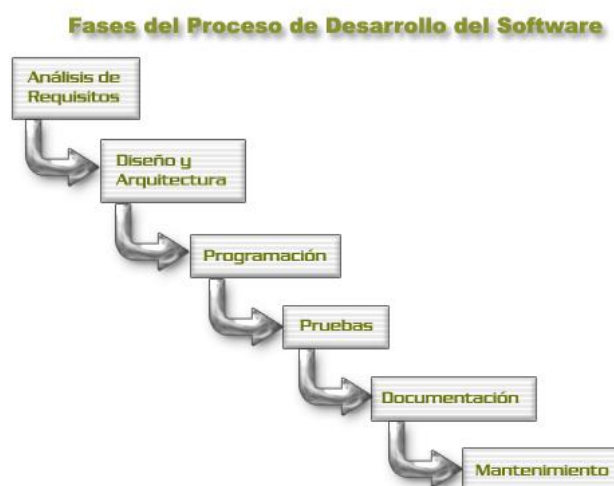 Fases del Proceso de Desarrollo del Software
Análisis de
Requisitos
Diseño y
Arquitectura
Programación
Pruebas
Documentación
Mantenimiento